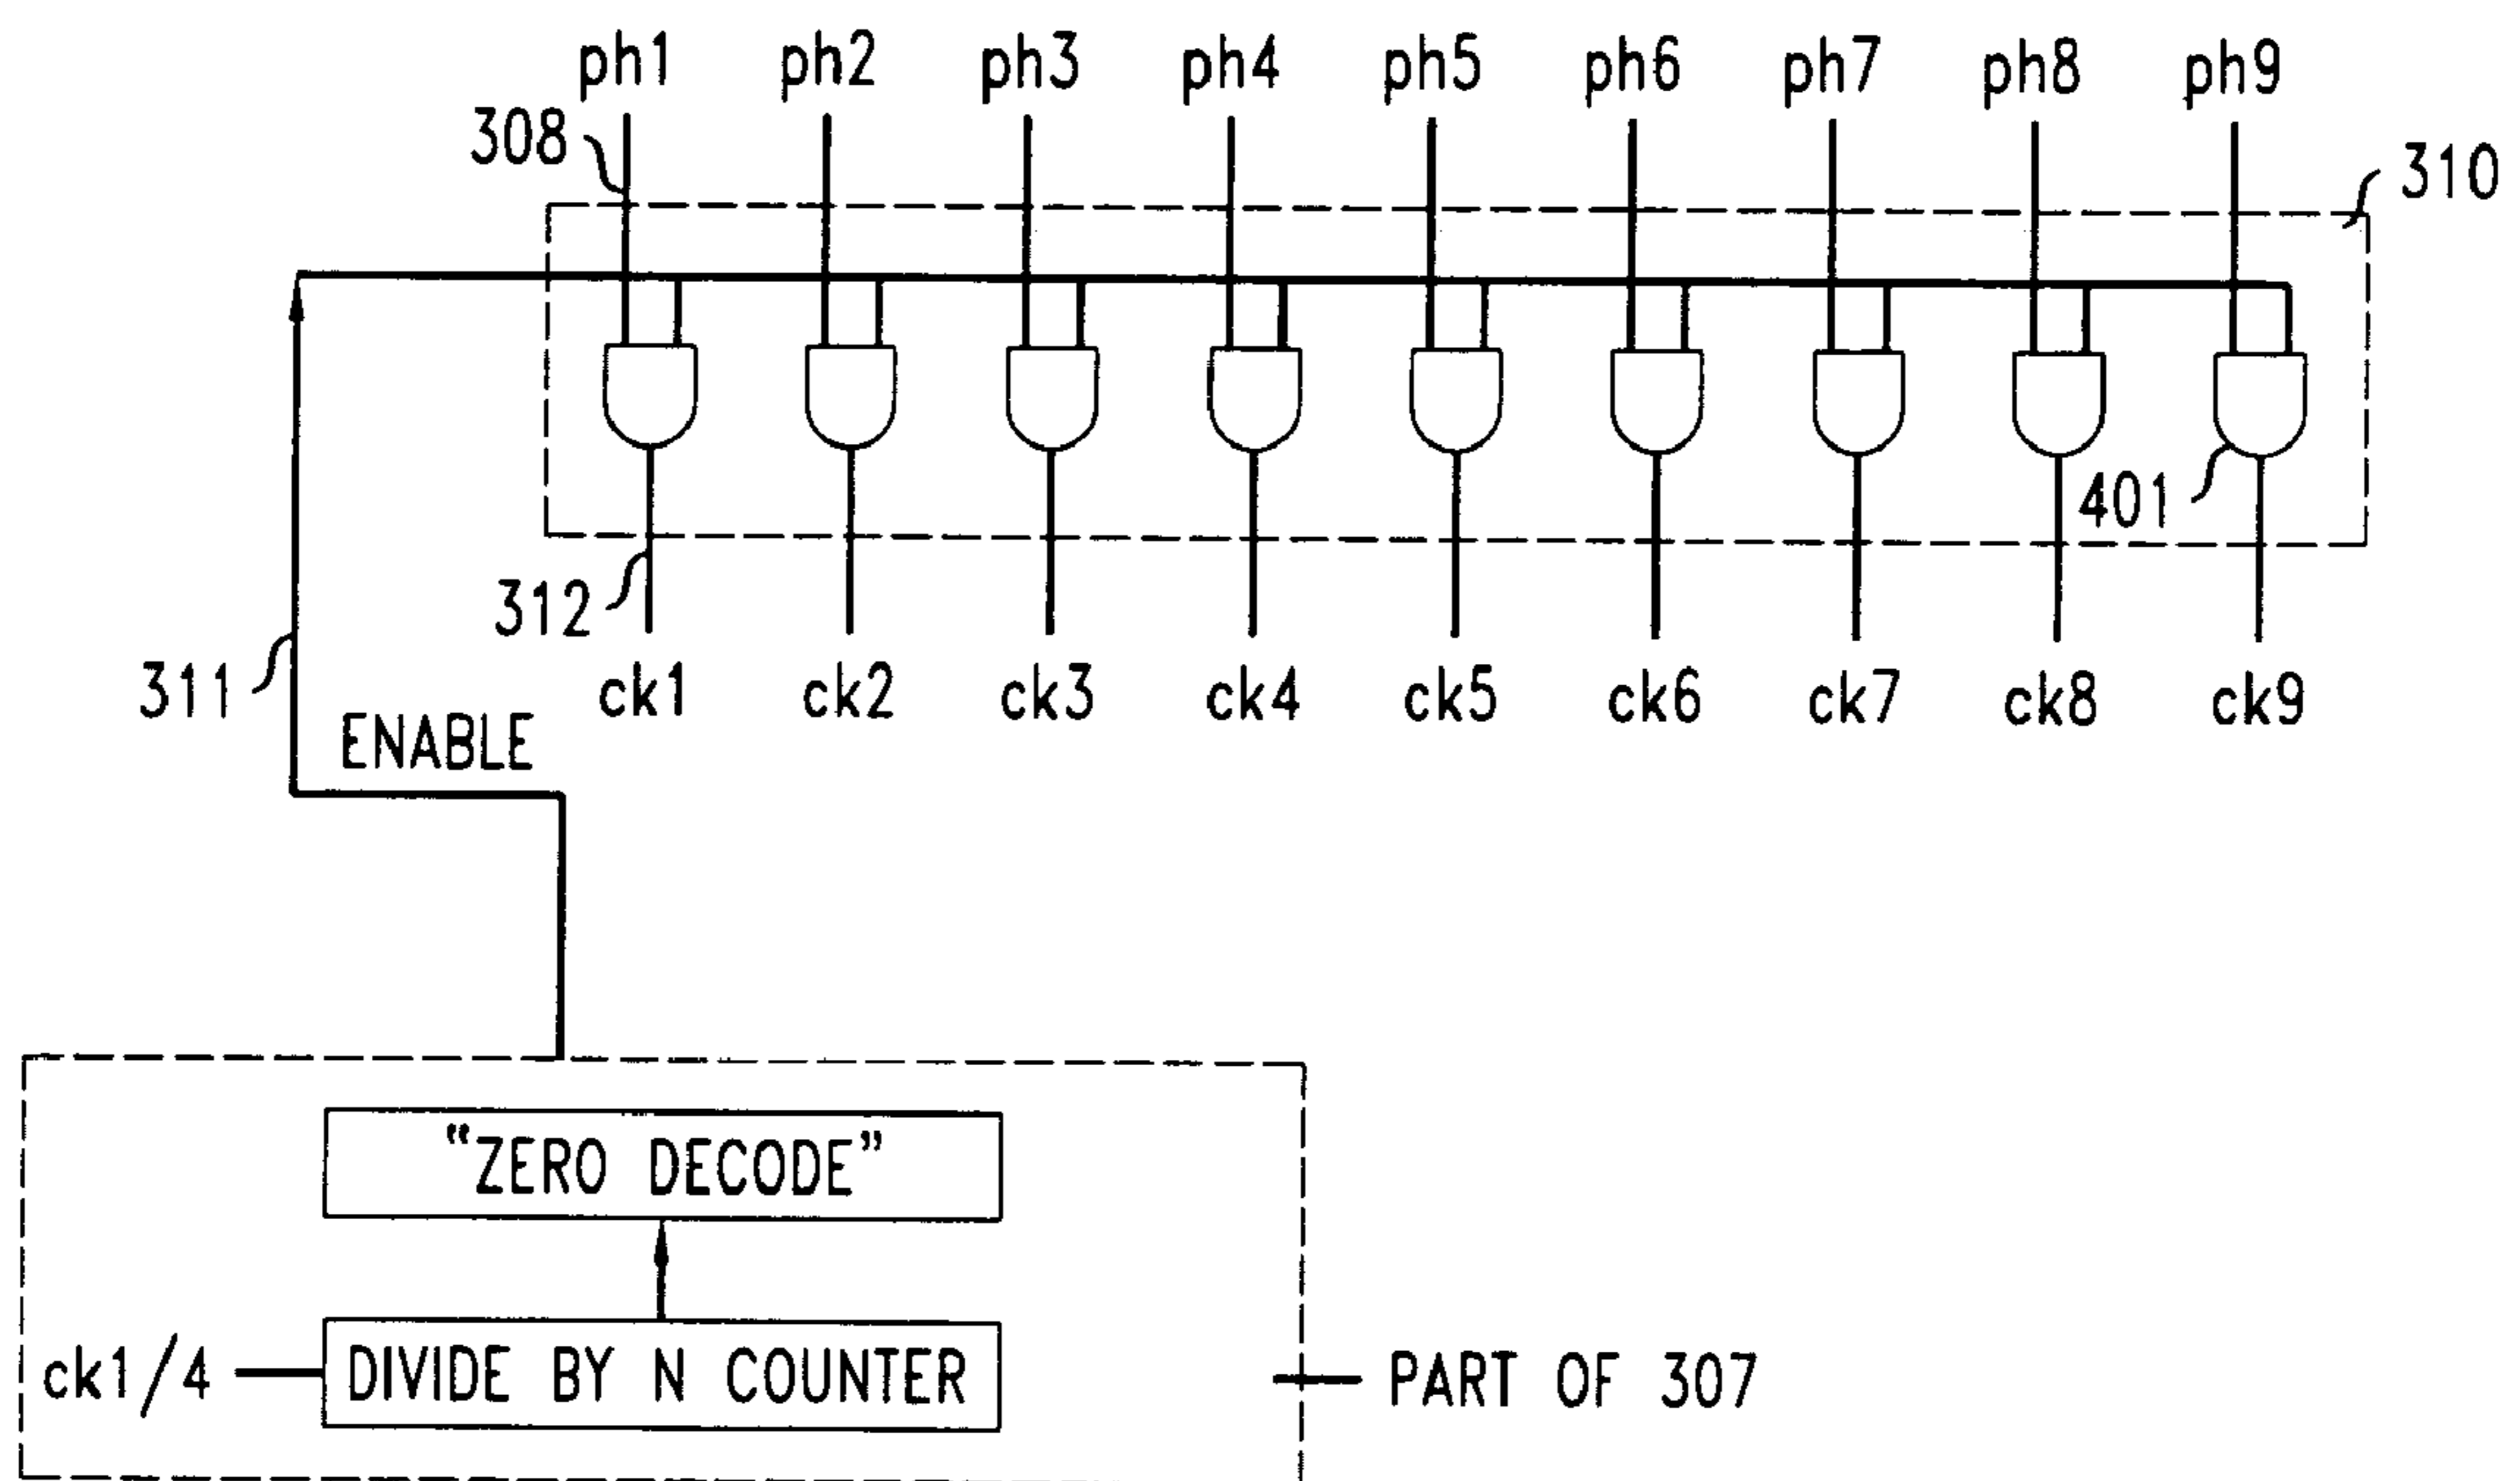 ph1 ph2 ph3 ph4 ph5 ph6 ph7 ph8 ph9
308
310
401
312
311
ck1 ck2 ck3 ck4 ck5 ck6 ck7 ck8 ck9
ENABLE
“ZERO DECODE”
ck1/4
DIVIDE BY N COUNTER
PART OF 307